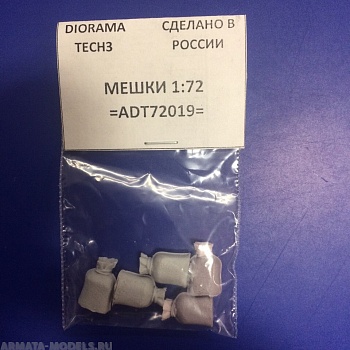 DIORAMA СДЕЛАНО В
TECH3 РОССИИ
МЕШКИ 1:72
=ADT72019=
ARMATA-MODELS.RU